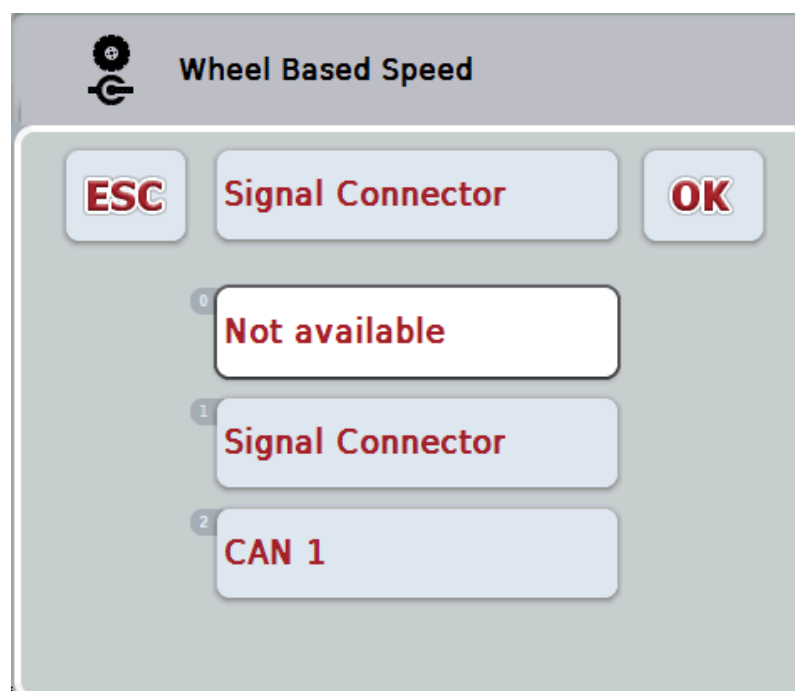 Wheel Based Speed
ESC Signal Connector OK
0
Not available
1
Signal Connector
2
CAN 1